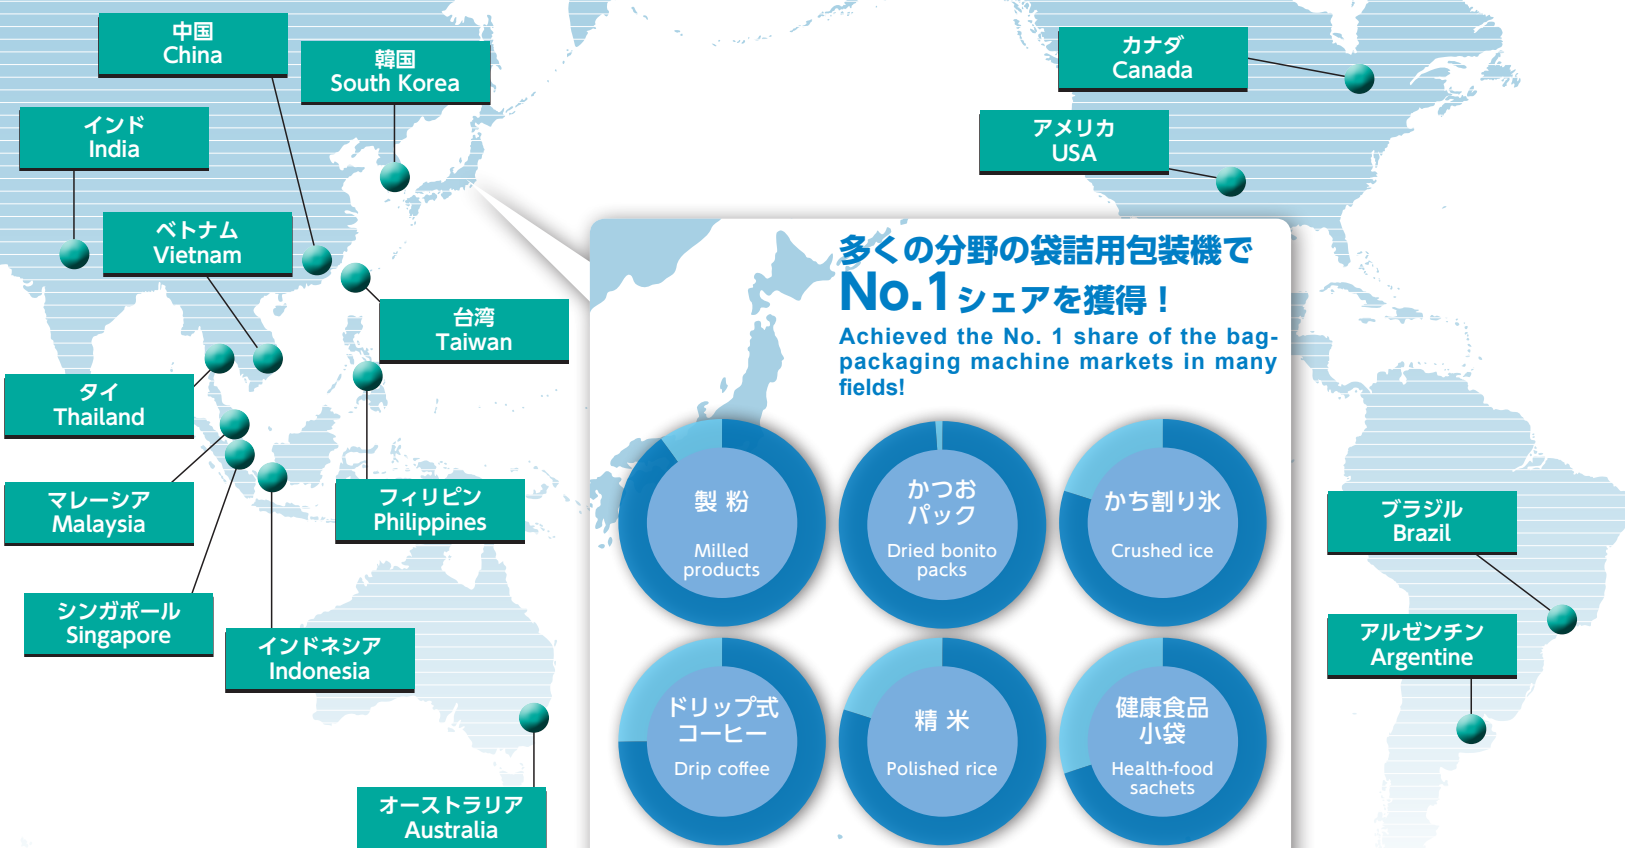 中国
China
韓国
South Korea
インド
India
ベトナム
Vietnam
台湾
Taiwan
タイ
Thailand
マレーシア
Malaysia
フィリピン
Philippines
シンガポール
Singapore
インドネシア
Indonesia
オーストラリア
Australia
カナダ
Canada
アメリカ
USA
ブラジル
Brazil
アルゼンチン
Argentine
多くの分野の袋詰用包装機で
No.1シェアを獲得！
Achieved the No. 1 share of the bag-
packaging machine markets in many
fields!
製 粉
Milled
products
かつお
パック
Dried bonito
packs
かち割り氷
Crushed ice
ドリップ式
コーヒー
Drip coffee
精 米
Polished rice
健康食品
小袋
Health-food
sachets